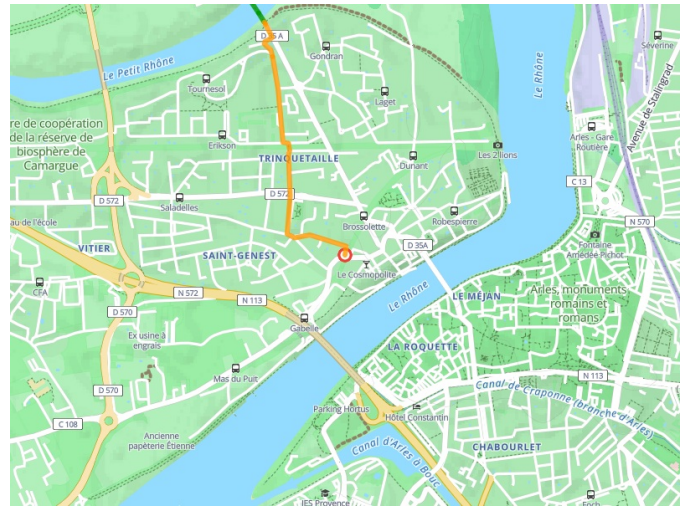 D 35 A
Gondran
Le Petit Rhône
Tournesol
Laget
Le Rhône
Séverine
Avenue de Stalingrad
re de coopération
de la réserve de
biosphère de
Camargue
Erikson
TRINQUETAILLE
Dunant
Les 2 lions
Arles - Gare
Routière
C 13
D 572
D 572
Saladelles
Brossolette
Robespierre
N 570
au de l'école
VITIER
SAINT-GENEST
D 35A
Fontaine
Amédée Pichot
Le Cosmopolite
CFA
N 572
N 113
Le Rhône
LE MÉJAN
Arles, monuments
romains et
romans
D 570
Gabelle
Ex usine à
engrais
LA ROQUETTE
Mas du Puit
N 113
D 570
Canal de Craponne (branche d'Arles)
Parking Hortus
Hôtel Constantin
C 108
Ancienne
papèterie Étienne
Canal d'Arles à Bouc
CHABOURLET
IES Provence
Foch